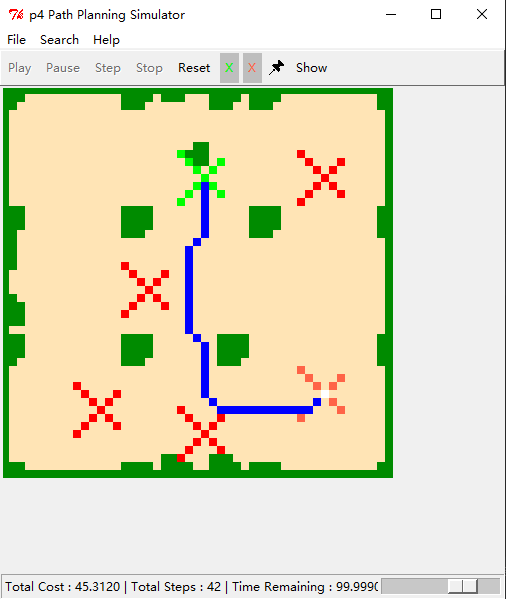 p4 Path Planning Simulator
File Search Help
Play Pause Step Stop Reset X X Show
Total Cost : 45.3120 | Total Steps : 42 | Time Remaining : 99.9990